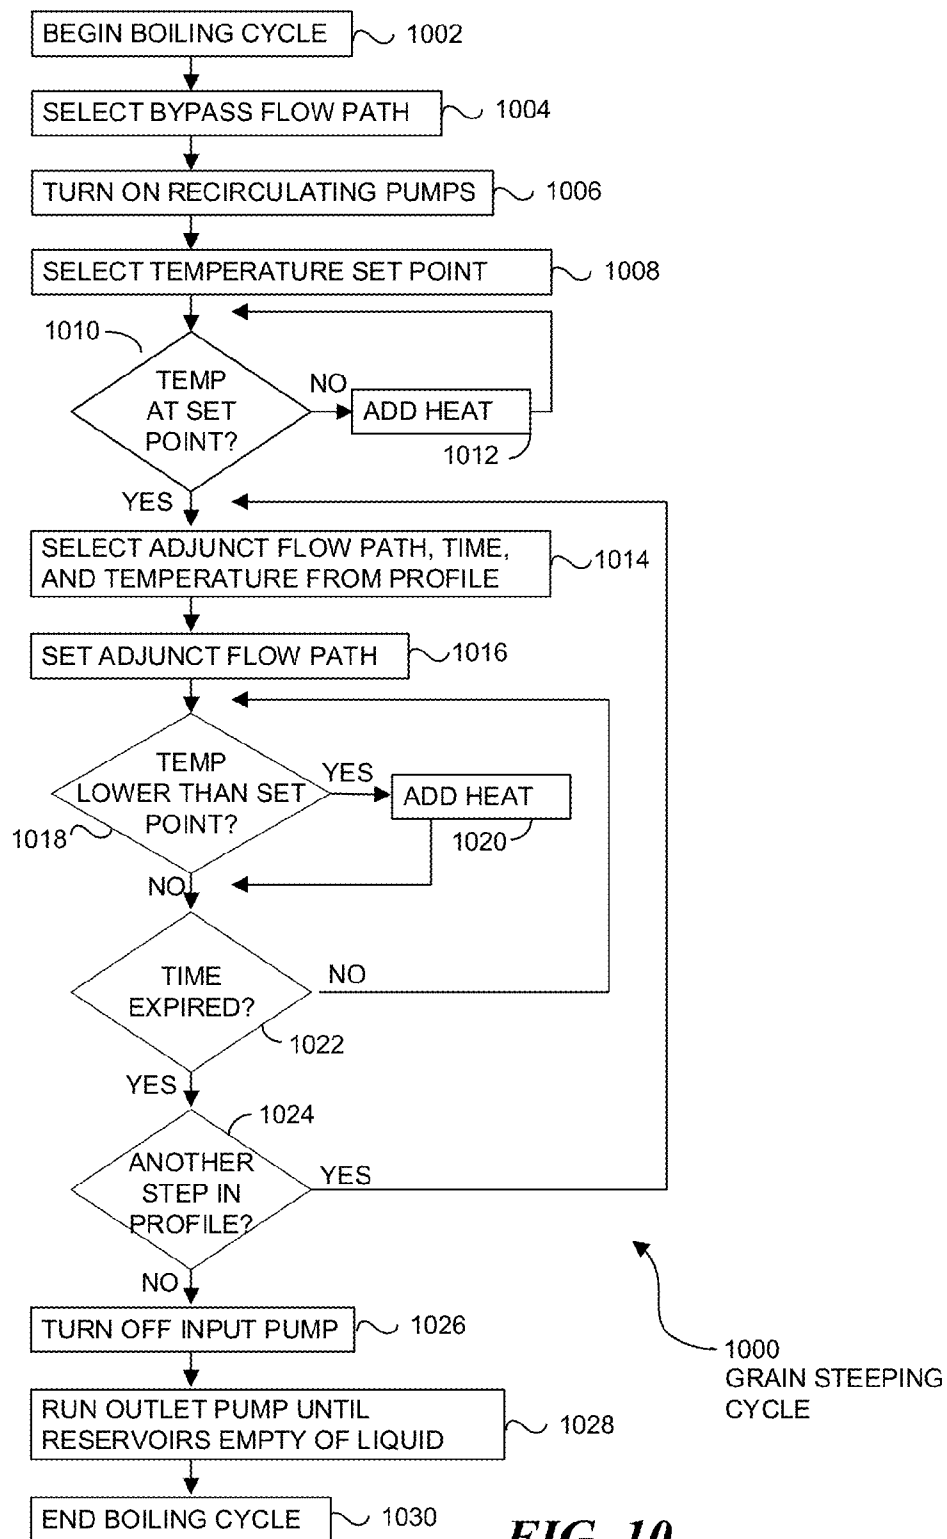 BEGIN BOILING CYCLE 1002
SELECT BYPASS FLOW PATH 1004
TURN ON RECIRCULATING PUMPS 1006
SELECT TEMPERATURE SET POINT 1008
1010
TEMP
AT SET
POINT?
NO
ADD HEAT
1012
YES
SELECT ADJUNCT FLOW PATH, TIME,
AND TEMPERATURE FROM PROFILE
1014
SET ADJUNCT FLOW PATH 1016
TEMP
LOWER THAN SET
POINT?
YES
ADD HEAT
1018
1020
NO
TIME
EXPIRED?
NO
1022
YES
1024
ANOTHER
STEP IN
PROFILE?
YES
NO
TURN OFF INPUT PUMP 1026
1000
GRAIN STEEPING
CYCLE
RUN OUTLET PUMP UNTIL
RESERVOIRS EMPTY OF LIQUID
1028
END BOILING CYCLE 1030
FIG. 10